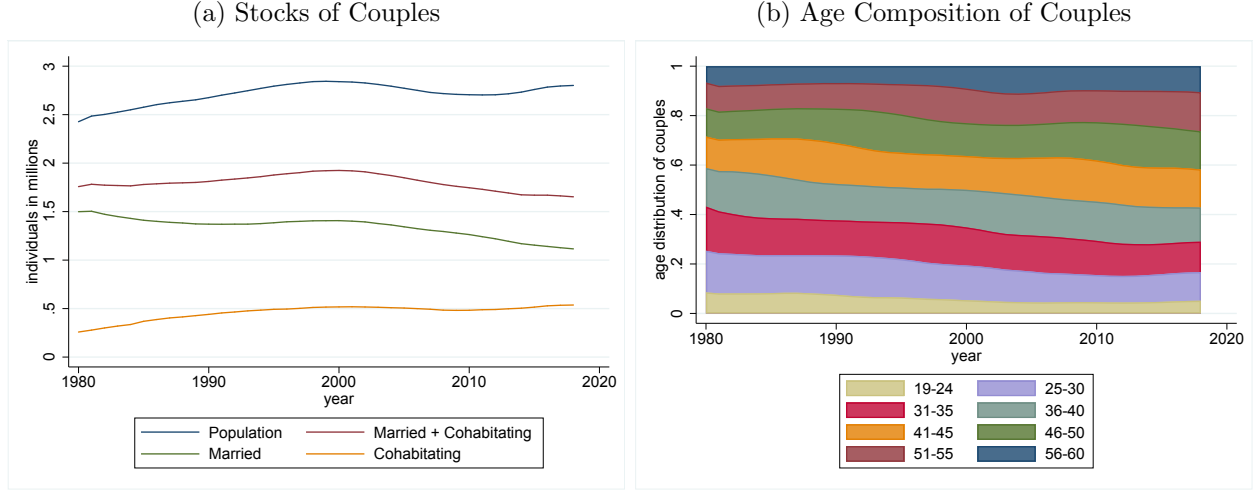 (a) Stocks of Couples
individuals in millions
3
2.5
2
1.5
1
.5
0
1980 1990 2000 2010 2020
year
Population Married + Cohabitating
Married Cohabitating
(b) Age Composition of Couples
age distribution of couples
1
.8
.6
.4
.2
0
1980 1990 2000 2010 2020
year
19-24 25-30
31-35 36-40
41-45 46-50
51-55 56-60